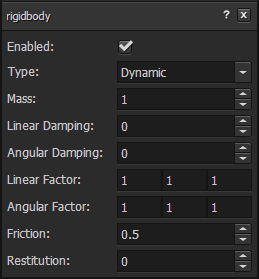 rigidbody ? x
Enabled:
Type: Dynamic
Mass: 1
Linear Damping: 0
Angular Damping: 0
Linear Factor: 1 1 1
Angular Factor: 1 1 1
Friction: 0.5
Restitution: 0